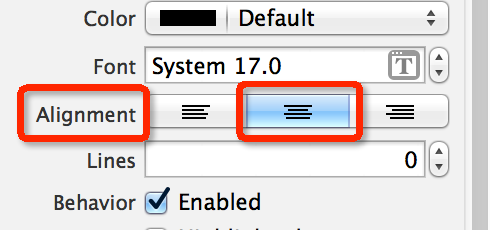 Color Default
Font System 17.0 T
Alignment
Lines 0
Behavior Enabled